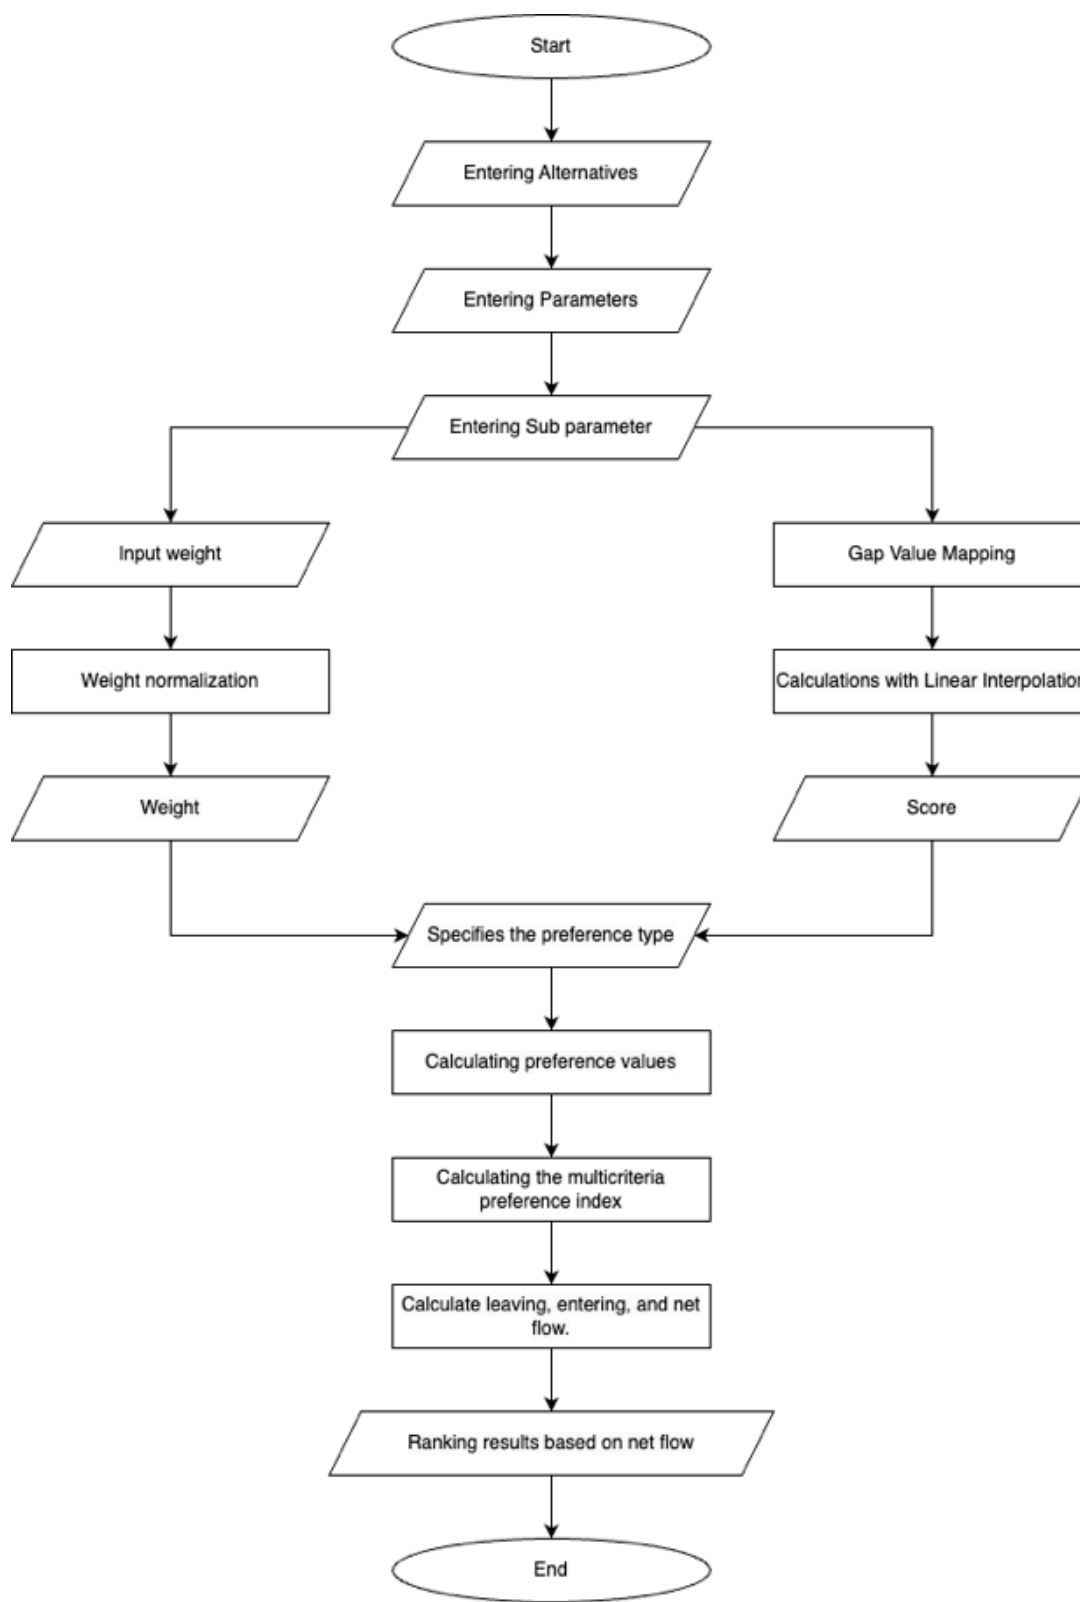 Start
Entering Alternatives
Entering Parameters
Entering Sub parameter
Input weight
Gap Value Mapping
Weight normalization
Calculations with Linear Interpolation
Weight
Score
Specifies the preference type
Calculating preference values
Calculating the multicriteria
preference index
Calculate leaving, entering, and net
flow.
Ranking results based on net flow
End